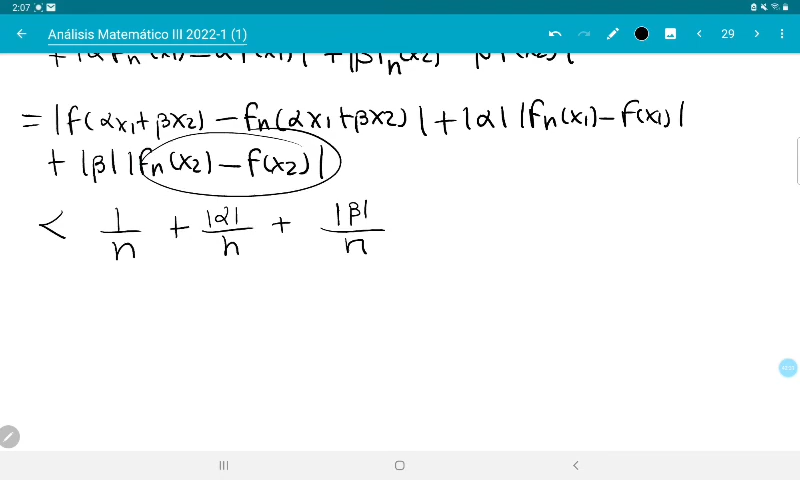 2:07
Análisis Matemático III 2022-1 (1)
29
= |f(αx₁+βx₂) − fn(αx₁+βx₂)| + |α| |fn(x₁) − f(x₁)|
+ |β| |fn(x₂) − f(x₂)|
< 1/n + |α|/n + |β|/n